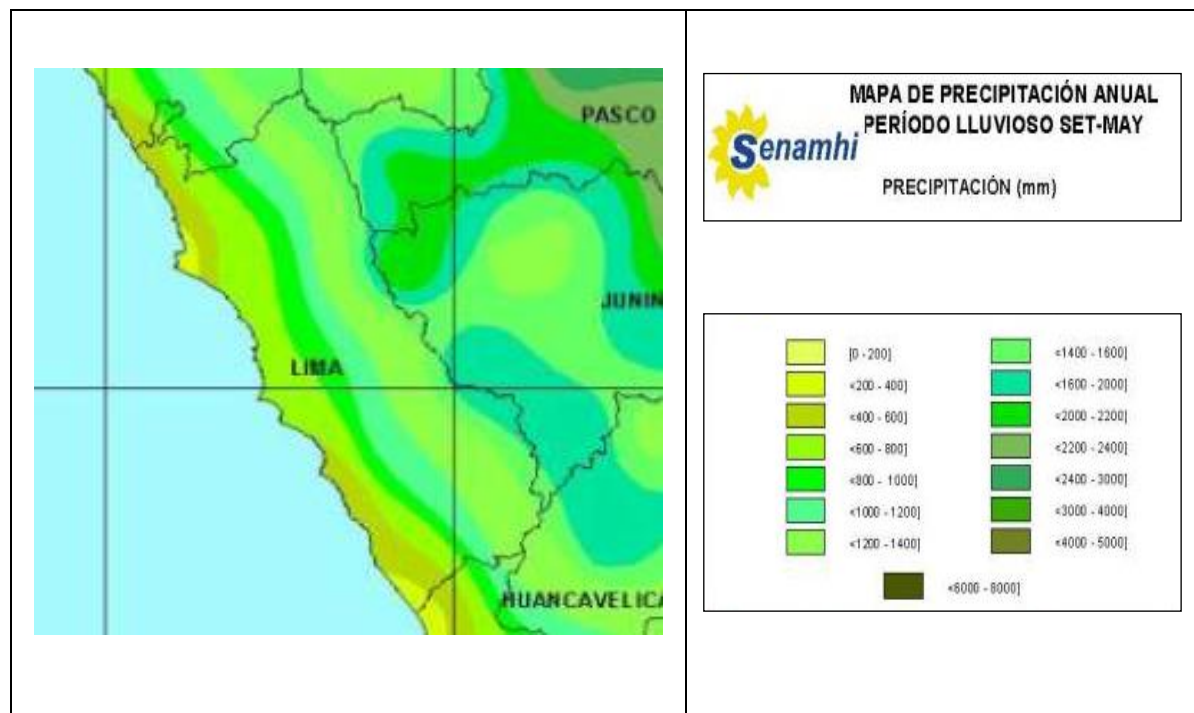 PASCO
JUNIN
LIMA
HUANCAVELICA
MAPA DE PRECIPITACIÓN ANUAL
PERÍODO LLUVIOSO SET-MAY
Senamhi
PRECIPITACIÓN (mm)
[0 - 200]
<200 - 400]
<400 - 600]
<600 - 800]
<800 - 1000]
<1000 - 1200]
<1200 - 1400]
<1400 - 1600]
<1600 - 2000]
<2000 - 2200]
<2200 - 2400]
<2400 - 3000]
<3000 - 4000]
<4000 - 5000]
<6000 - 8000]